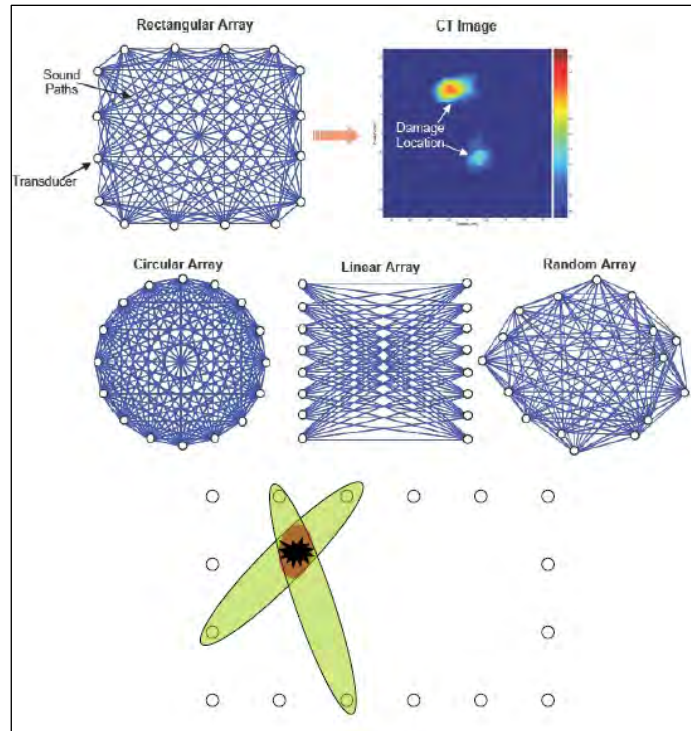 Rectangular Array
CT Image
Sound
Paths
Transducer
Damage
Location
Circular Array
Linear Array
Random Array